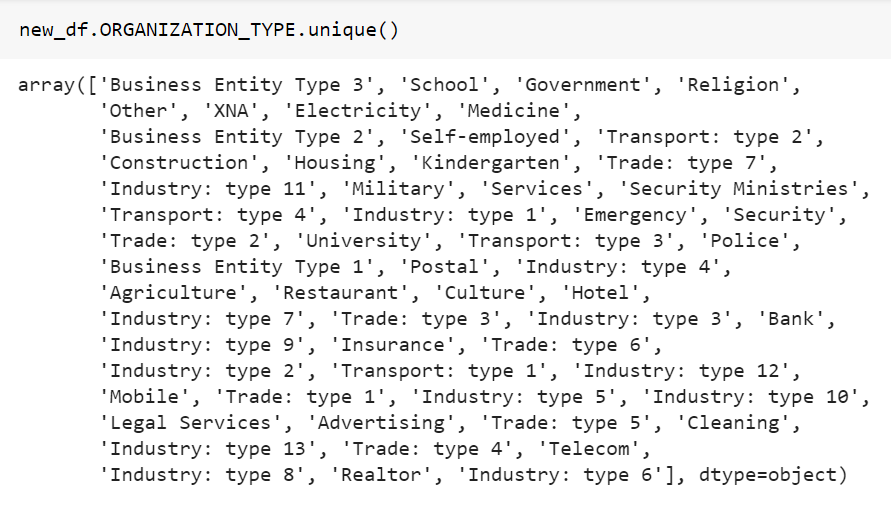 new_df.ORGANIZATION_TYPE.unique()
array(['Business Entity Type 3', 'School', 'Government', 'Religion',
'Other', 'XNA', 'Electricity', 'Medicine',
'Business Entity Type 2', 'Self-employed', 'Transport: type 2',
'Construction', 'Housing', 'Kindergarten', 'Trade: type 7',
'Industry: type 11', 'Military', 'Services', 'Security Ministries',
'Transport: type 4', 'Industry: type 1', 'Emergency', 'Security',
'Trade: type 2', 'University', 'Transport: type 3', 'Police',
'Business Entity Type 1', 'Postal', 'Industry: type 4',
'Agriculture', 'Restaurant', 'Culture', 'Hotel',
'Industry: type 7', 'Trade: type 3', 'Industry: type 3', 'Bank',
'Industry: type 9', 'Insurance', 'Trade: type 6',
'Industry: type 2', 'Transport: type 1', 'Industry: type 12',
'Mobile', 'Trade: type 1', 'Industry: type 5', 'Industry: type 10',
'Legal Services', 'Advertising', 'Trade: type 5', 'Cleaning',
'Industry: type 13', 'Trade: type 4', 'Telecom',
'Industry: type 8', 'Realtor', 'Industry: type 6'], dtype=object)